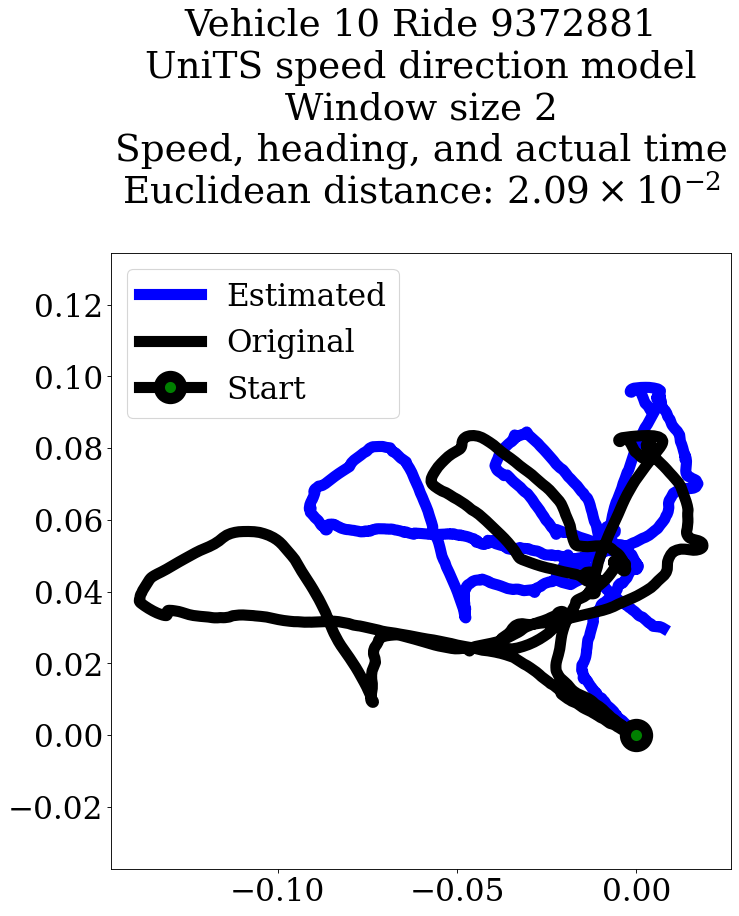 Vehicle 10 Ride 9372881
UniTS speed direction model
Window size 2
Speed, heading, and actual time
Euclidean distance: 2.09 × 10⁻²
Estimated
Original
Start
0.12
0.10
0.08
0.06
0.04
0.02
0.00
−0.02
−0.10
−0.05
0.00